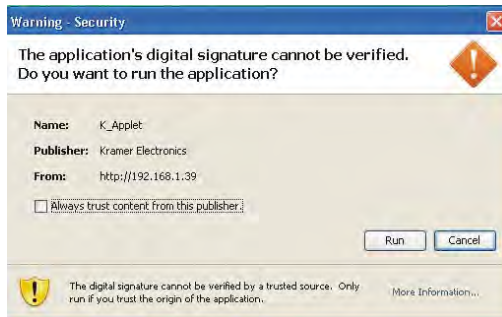 Warning - Security
The application's digital signature cannot be verified.
Do you want to run the application?
Name: K_Applet
Publisher: Kramer Electronics
From: http://192.168.1.39
Always trust content from this publisher.
Run Cancel
The digital signature cannot be verified by a trusted source. Only
run if you trust the origin of the application.
More Information...